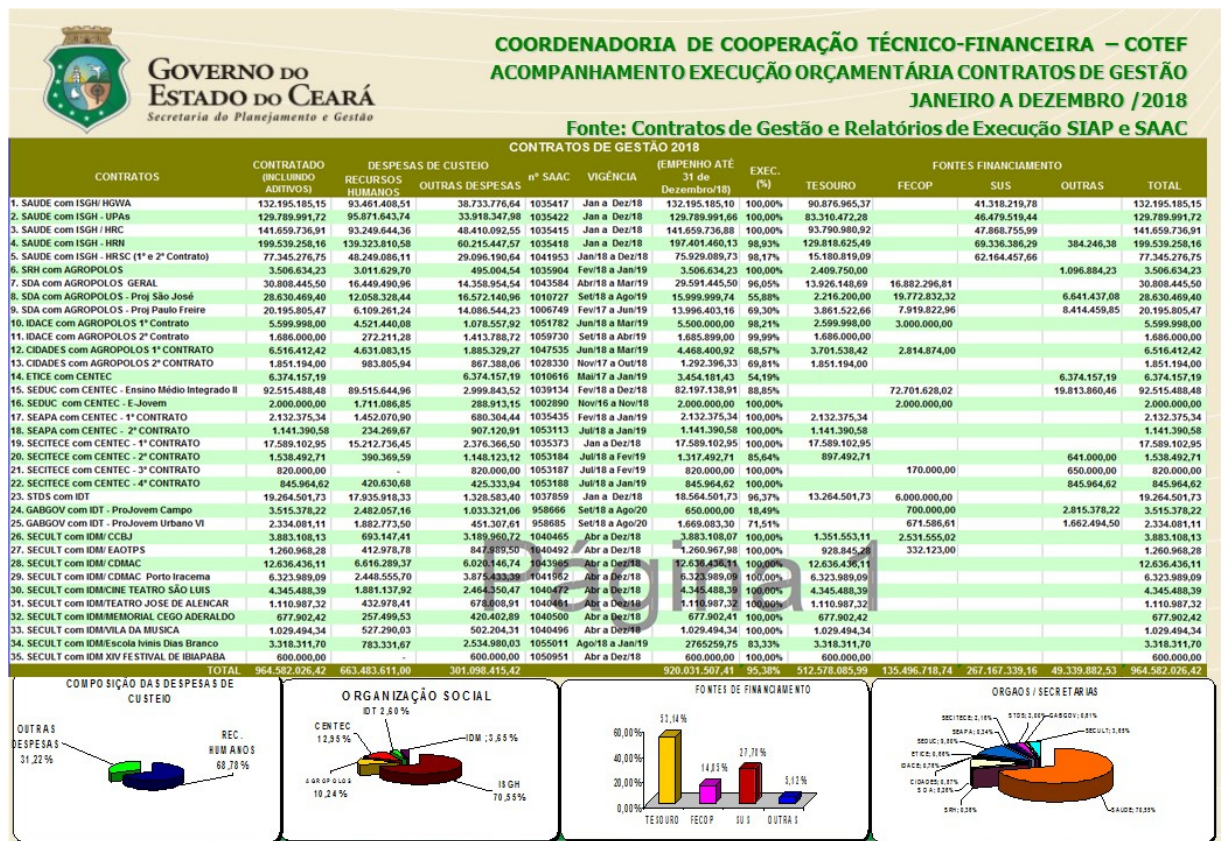 GOVERNO DO
ESTADO DO CEARÁ
Secretaria do Planejamento e Gestão
COORDENADORIA DE COOPERAÇÃO TÉCNICO-FINANCEIRA – COTEF
ACOMPANHAMENTO EXECUÇÃO ORÇAMENTÁRIA CONTRATOS DE GESTÃO
JANEIRO A DEZEMBRO /2018
Fonte: Contratos de Gestão e Relatórios de Execução SIAP e SAAC
CONTRATOS DE GESTÃO 2018
CONTRATOS CONTRATADO (INCLUINDO ADITIVOS) DESPESAS DE CUSTEIO RECURSOS HUMANOS OUTRAS DESPESAS nº SAAC VIGÊNCIA (EMPENHO ATÉ 31 de Dezembro/18) EXEC. (%) FONTES FINANCIAMENTO TESOURO FECOP SUS OUTRAS TOTAL
1. SAUDE com ISGH/ HGWA 132.195.185,15 93.461.408,51 38.733.776,64 1035417 Jan a Dez/18 132.195.185,10 100,00% 90.876.965,37 41.318.219,78 132.195.185,15
2. SAUDE com ISGH - UPAs 129.789.991,72 95.871.643,74 33.918.347,98 1035422 Jan a Dez/18 129.789.991,66 100,00% 83.310.472,28 46.479.519,44 129.789.991,72
3. SAUDE com ISGH / HRC 141.659.736,91 93.249.644,36 48.410.092,55 1035415 Jan a Dez/18 141.659.736,88 100,00% 93.790.980,92 47.868.755,99 141.659.736,91
4. SAUDE com ISGH - HRN 199.539.258,16 139.323.810,58 60.215.447,57 1035418 Jan a Dez/18 197.401.460,13 98,93% 129.818.625,49 69.336.386,29 384.246,38 199.539.258,16
5. SAUDE com ISGH - HRSC (1º e 2º Contrato) 77.345.276,75 48.249.086,11 29.096.190,64 1041953 Jan/18 a Dez/18 75.929.089,73 98,17% 15.180.819,09 62.164.457,66 77.345.276,75
6. SRH com AGROPOLOS 3.506.634,23 3.011.629,70 495.004,54 1035904 Fev/18 a Jan/19 3.506.634,23 100,00% 2.409.750,00 1.096.884,23 3.506.634,23
7. SDA com AGROPOLOS GERAL 30.808.445,50 16.449.490,96 14.358.954,54 1043584 Abr/18 a Mar/19 29.591.445,50 96,05% 13.926.148,69 16.882.296,81 30.808.445,50
8. SDA com AGROPOLOS - Proj São José 28.630.469,40 12.058.328,44 16.572.140,96 1010727 Set/18 a Ago/19 15.999.999,74 55,88% 2.216.200,00 19.772.832,32 6.641.437,08 28.630.469,40
9. SDA com AGROPOLOS - Proj Paulo Freire 20.195.805,47 6.109.261,24 14.086.544,23 1006749 Fev/17 a Jun/19 13.996.403,16 69,30% 3.861.522,66 7.919.822,96 8.414.459,85 20.195.805,47
10. IDACE com AGROPOLOS 1º Contrato 5.599.998,00 4.521.440,08 1.078.557,92 1051782 Jun/18 a Mar/19 5.500.000,00 98,21% 2.599.998,00 3.000.000,00 5.599.998,00
11. IDACE com AGROPOLOS 2º Contrato 1.686.000,00 272.211,28 1.413.788,72 1059730 Set/18 a Abr/19 1.685.899,00 99,99% 1.686.000,00 1.686.000,00
12. CIDADES com AGROPOLOS 1º CONTRATO 6.516.412,42 4.631.083,15 1.885.329,27 1047535 Jun/18 a Mar/19 4.468.400,92 68,57% 3.701.538,42 2.814.874,00 6.516.412,42
13. CIDADES com AGROPOLOS 2º CONTRATO 1.851.194,00 983.805,94 867.388,06 1028330 Nov/17 a Out/18 1.292.396,33 69,81% 1.851.194,00 1.851.194,00
14. ETICE com CENTEC 6.374.157,19 6.374.157,19 1010616 Mai/17 a Jan/19 3.454.181,43 54,19% 6.374.157,19 6.374.157,19
15. SEDUC com CENTEC - Ensino Médio Integrado II 92.515.488,48 89.515.644,96 2.999.843,52 1039134 Fev/18 a Dez/18 82.197.138,91 88,85% 72.701.628,02 19.813.860,46 92.515.488,48
16. SEDUC com CENTEC - E-Jovem 2.000.000,00 1.711.086,85 288.913,15 1002890 Nov/16 a Nov/18 2.000.000,00 100,00% 2.000.000,00 2.000.000,00
17. SEAPA com CENTEC - 1º CONTRATO 2.132.375,34 1.452.070,90 680.304,44 1035435 Fev/18 a Jan/19 2.132.375,34 100,00% 2.132.375,34 2.132.375,34
18. SEAPA com CENTEC - 2º CONTRATO 1.141.390,58 234.269,67 907.120,91 1053113 Jul/18 a Jan/19 1.141.390,58 100,00% 1.141.390,58 1.141.390,58
19. SECITECE com CENTEC - 1º CONTRATO 17.589.102,95 15.212.736,45 2.376.366,50 1035373 Jan a Dez/18 17.589.102,95 100,00% 17.589.102,95 17.589.102,95
20. SECITECE com CENTEC - 2º CONTRATO 1.538.492,71 390.369,59 1.148.123,12 1053184 Jul/18 a Fev/19 1.317.492,71 85,64% 897.492,71 641.000,00 1.538.492,71
21. SECITECE com CENTEC - 3º CONTRATO 820.000,00 - 820.000,00 1053187 Jul/18 a Fev/19 820.000,00 100,00% 170.000,00 650.000,00 820.000,00
22. SECITECE com CENTEC - 4º CONTRATO 845.964,62 420.630,68 425.333,94 1053188 Jul/18 a Jan/19 845.964,62 100,00% 845.964,62 845.964,62
23. STDS com IDT 19.264.501,73 17.935.918,33 1.328.583,40 1037859 Jan a Dez/18 18.564.501,73 96,37% 13.264.501,73 6.000.000,00 19.264.501,73
24. GABGOV com IDT - ProJovem Campo 3.515.378,22 2.482.057,16 1.033.321,06 958666 Set/18 a Ago/20 650.000,00 18,49% 700.000,00 2.815.378,22 3.515.378,22
25. GABGOV com IDT - ProJovem Urbano VI 2.334.081,11 1.882.773,50 451.307,61 958685 Set/18 a Ago/20 1.669.083,30 71,51% 671.586,61 1.662.494,50 2.334.081,11
26. SECULT com IDM/ CCBJ 3.883.108,13 693.147,41 3.189.960,72 1040465 Abr a Dez/18 3.883.108,07 100,00% 1.351.553,11 2.531.555,02 3.883.108,13
27. SECULT com IDM/ EAOTPS 1.260.968,28 412.978,78 847.989,50 1040492 Abr a Dez/18 1.260.967,98 100,00% 928.845,28 332.123,00 1.260.968,28
28. SECULT com IDM/ CDMAC 12.636.436,11 6.616.289,37 6.020.146,74 1043965 Abr a Dez/18 12.636.436,11 100,00% 12.636.436,11 12.636.436,11
29. SECULT com IDM/ CDMAC Porto Iracema 6.323.989,09 2.448.555,70 3.875.433,39 1041962 Abr a Dez/18 6.323.989,09 100,00% 6.323.989,09 6.323.989,09
30. SECULT com IDM/CINE TEATRO SÃO LUIS 4.345.488,39 1.881.137,92 2.464.350,47 1040472 Abr a Dez/18 4.345.488,39 100,00% 4.345.488,39 4.345.488,39
31. SECULT com IDM/TEATRO JOSE DE ALENCAR 1.110.987,32 432.978,41 678.008,91 1040461 Abr a Dez/18 1.110.987,32 100,00% 1.110.987,32 1.110.987,32
32. SECULT com IDM/MEMORIAL CEGO ADERALDO 677.902,42 257.499,53 420.402,89 1040500 Abr a Dez/18 677.902,41 100,00% 677.902,42 677.902,42
33. SECULT com IDM/VILA DA MUSICA 1.029.494,34 527.290,03 502.204,31 1040496 Abr a Dez/18 1.029.494,34 100,00% 1.029.494,34 1.029.494,34
34. SECULT com IDM/Escola Ivinis Dias Branco 3.318.311,70 783.331,67 2.534.980,03 1055011 Ago/18 a Jan/19 2765259,75 83,33% 3.318.311,70 3.318.311,70
35. SECULT com IDM XIV FESTIVAL DE IBIAPABA 600.000,00 - 600.000,00 1050951 Abr a Dez/18 600.000,00 100,00% 600.000,00 600.000,00
TOTAL 964.582.026,42 663.483.611,00 301.098.415,42 920.031.507,41 95,38% 512.578.085,99 135.496.718,74 267.167.339,16 49.339.882,53 964.582.026,42
Página 1
COMPOSIÇÃO DAS DESPESAS DE CUSTEIO
OUTRAS DESPESAS 31,22%
REC. HUMANOS 68,78%
ORGANIZAÇÃO SOCIAL
IDT 2,60%
CENTEC 12,95%
IDM ; 3,65%
AGROPOLOS 10,24%
ISGH 70,55%
FONTES DE FINANCIAMENTO
60,00%
40,00%
20,00%
0,00%
53,14%
14,05%
27,70%
5,12%
TESOURO FECOP SUS OUTRAS
ORGAOS / SECRETARIAS
SECITECE; 2,16%
STDS; 2,00%
GABGOV; 0,61%
SEAPA; 0,34%
SECULT; 3,65%
ETICE; 0,66%
IDACE; 0,76%
CIDADES; 0,87%
SRH; 0,36%
SAUDE; 70,55%